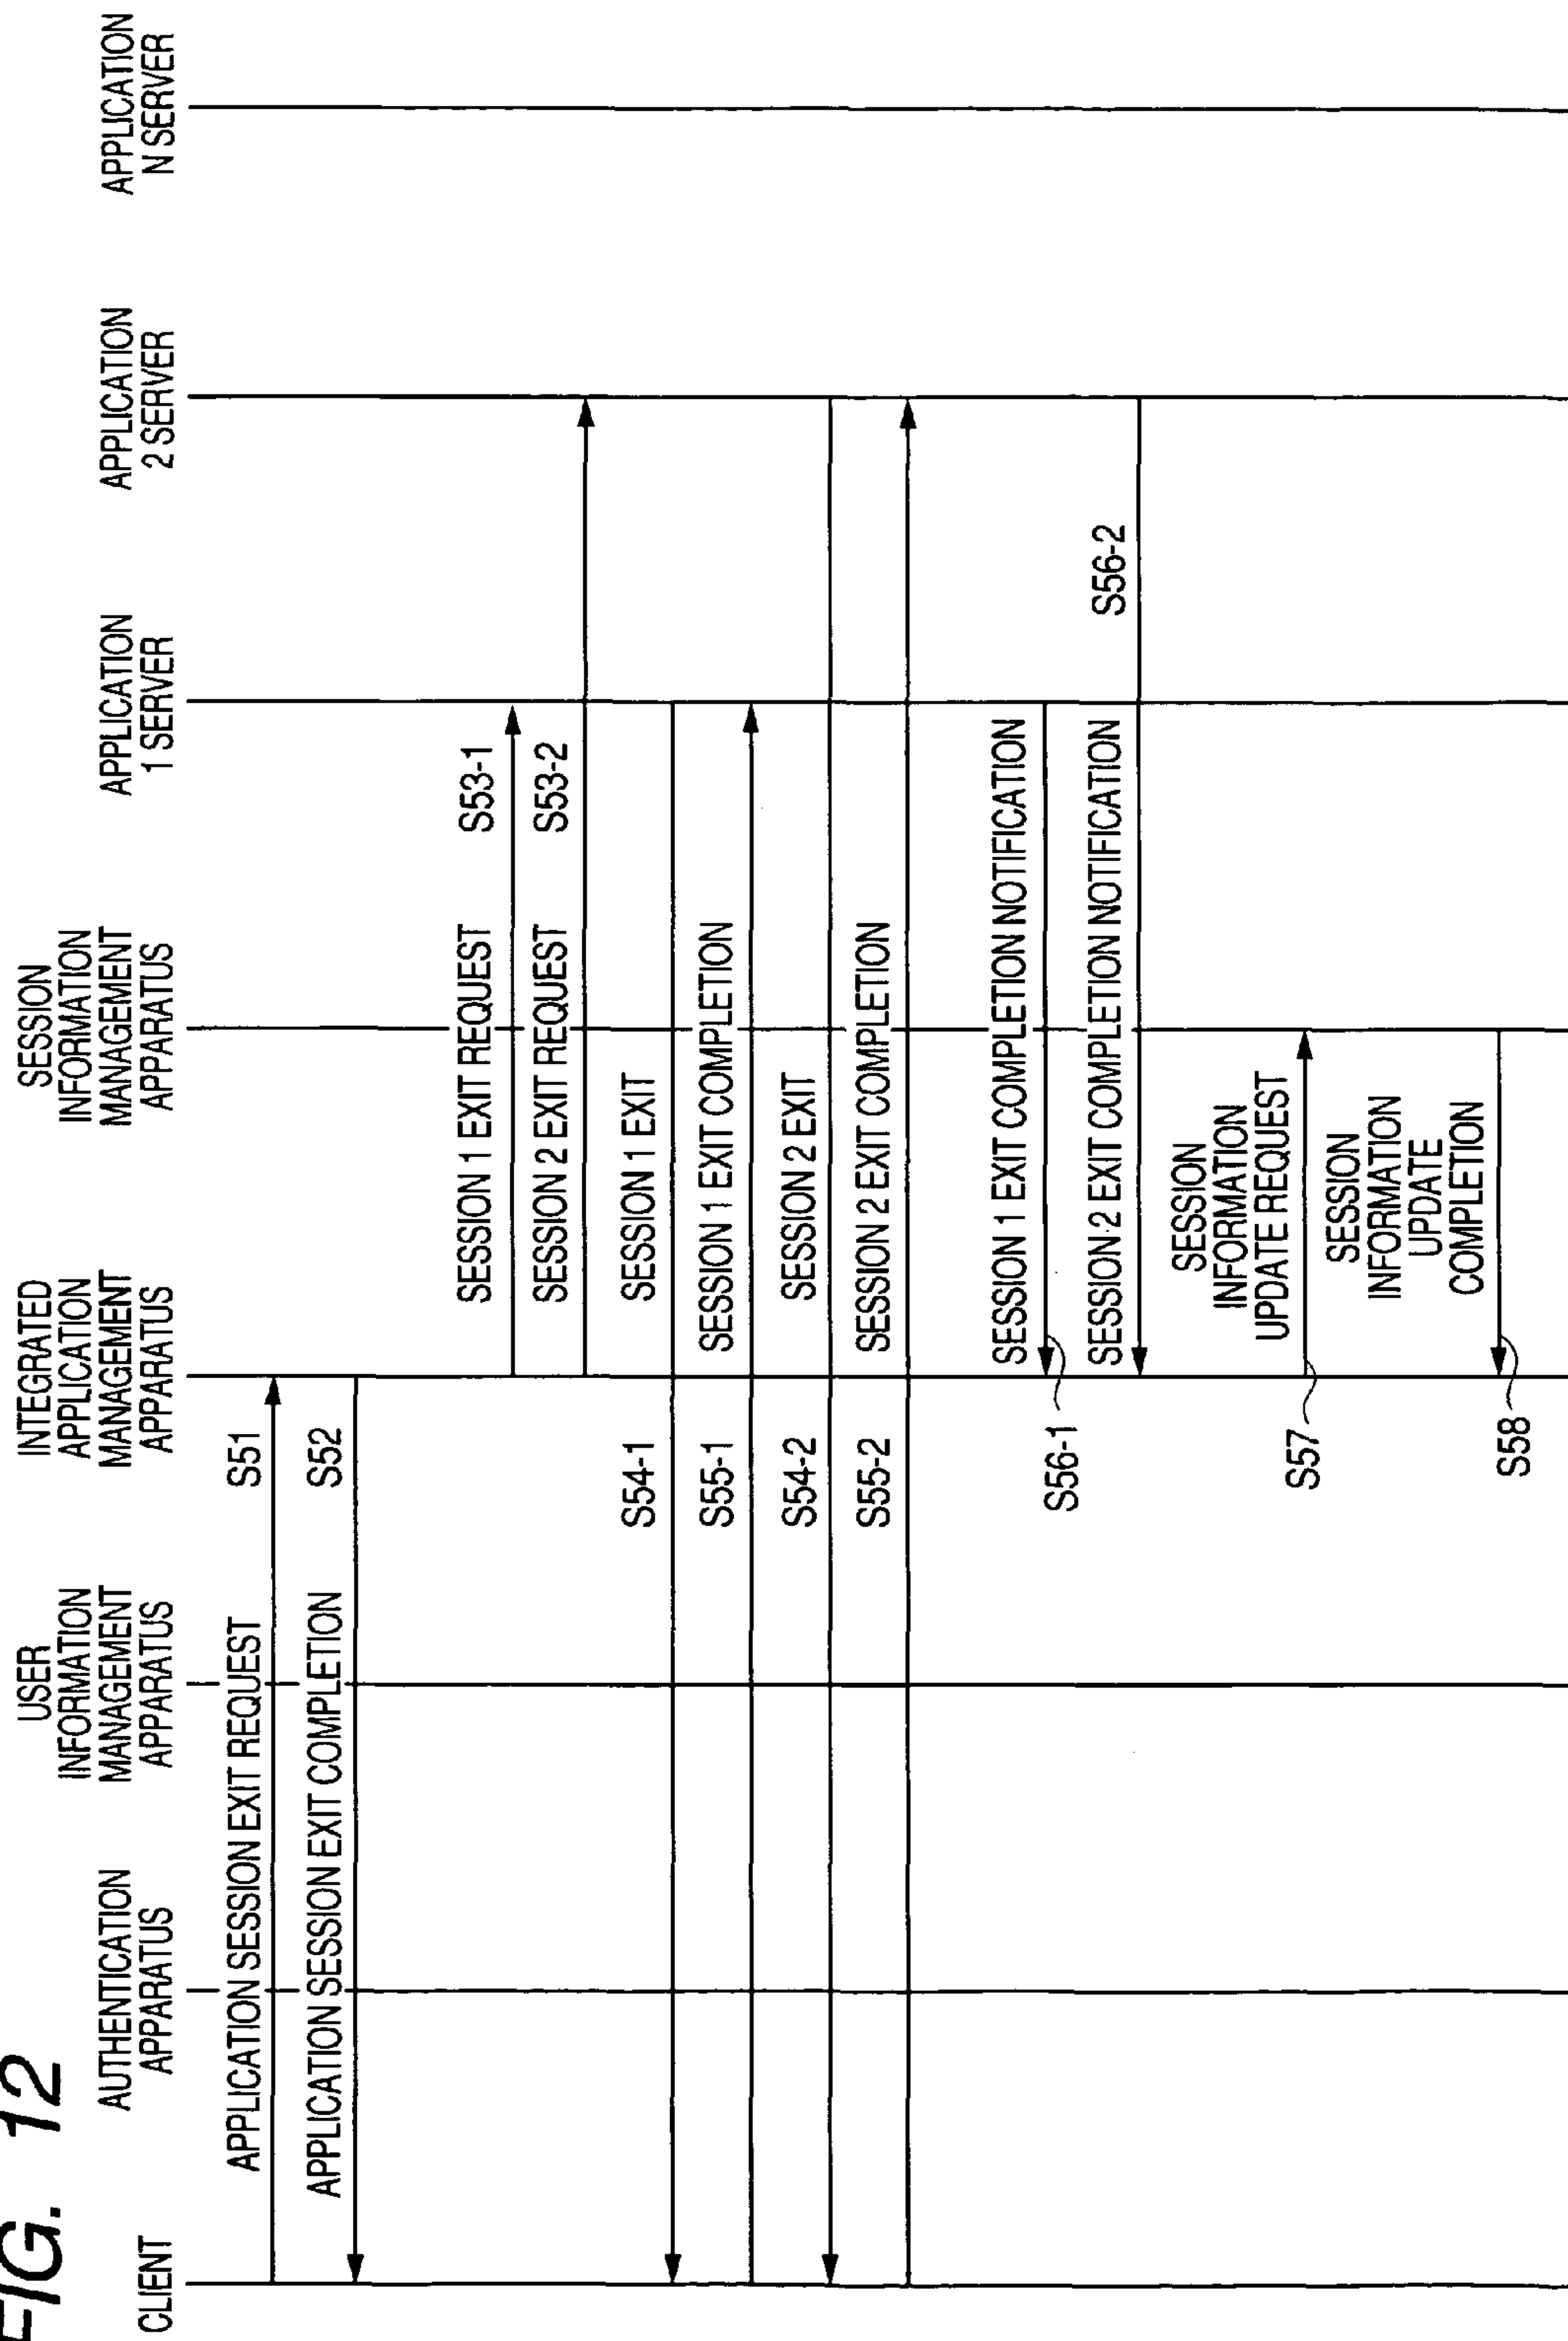 FIG. 12
CLIENT
AUTHENTICATION
APPARATUS
USER
INFORMATION
MANAGEMENT
APPARATUS
INTEGRATED
APPLICATION
MANAGEMENT
APPARATUS
SESSION
INFORMATION
MANAGEMENT
APPARATUS
APPLICATION
1 SERVER
APPLICATION
2 SERVER
APPLICATION
N SERVER
APPLICATION SESSION EXIT REQUEST
S51
APPLICATION SESSION EXIT COMPLETION
S52
SESSION 1 EXIT REQUEST
S53-1
SESSION 2 EXIT REQUEST
S53-2
S54-1
SESSION 1 EXIT
S55-1
SESSION 1 EXIT COMPLETION
S54-2
SESSION 2 EXIT
S55-2
SESSION 2 EXIT COMPLETION
SESSION 1 EXIT COMPLETION NOTIFICATION
S56-1
SESSION 2 EXIT COMPLETION NOTIFICATION
S56-2
SESSION
INFORMATION
UPDATE REQUEST
S57
SESSION
INFORMATION
UPDATE
COMPLETION
S58